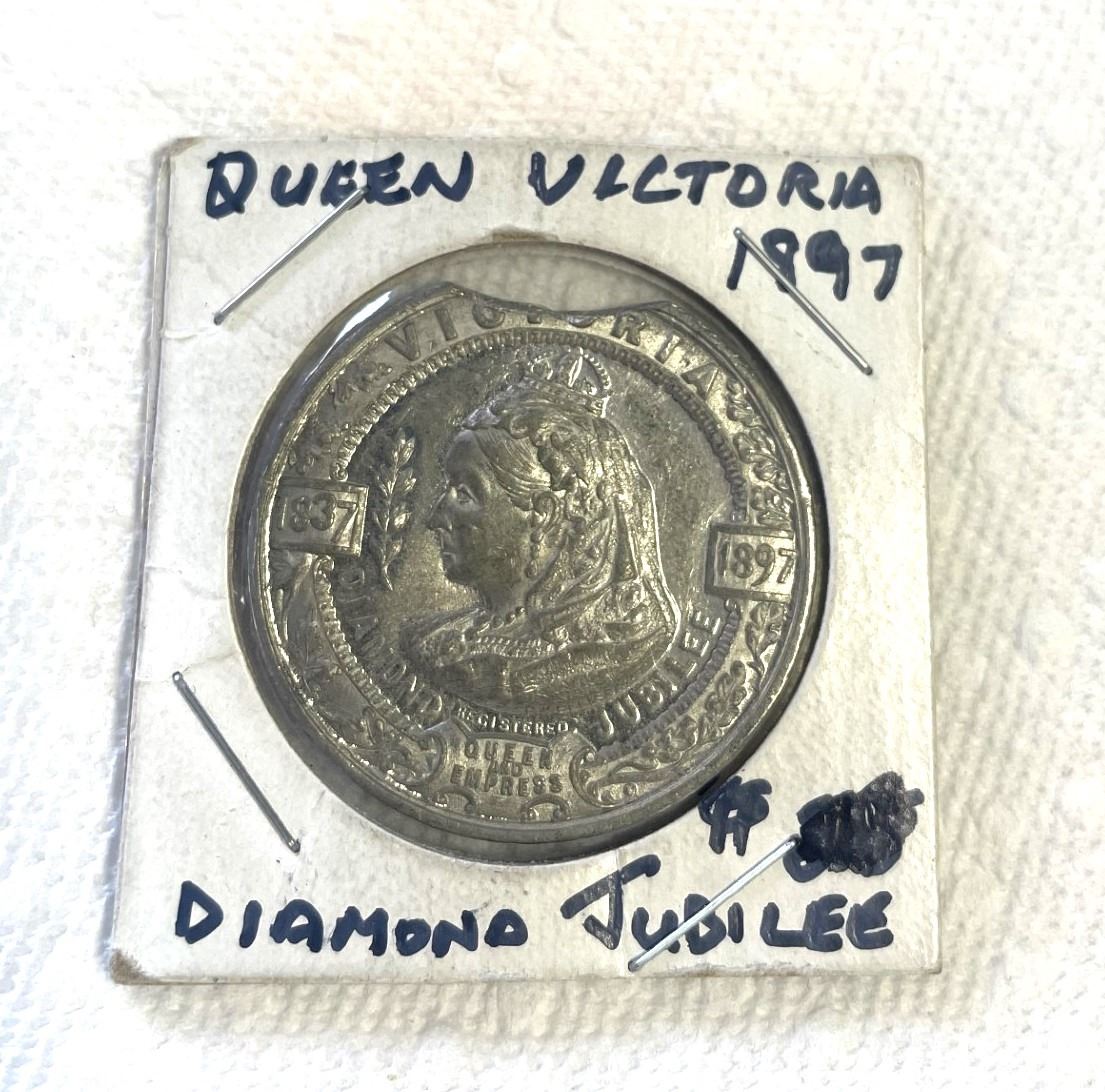 QUEEN VICTORIA
1897
VICTORIA
1837
1897
DIAMOND JUBILEE
REGISTERED
QUEEN
AND
EMPRESS
$
DIAMOND JUBILEE